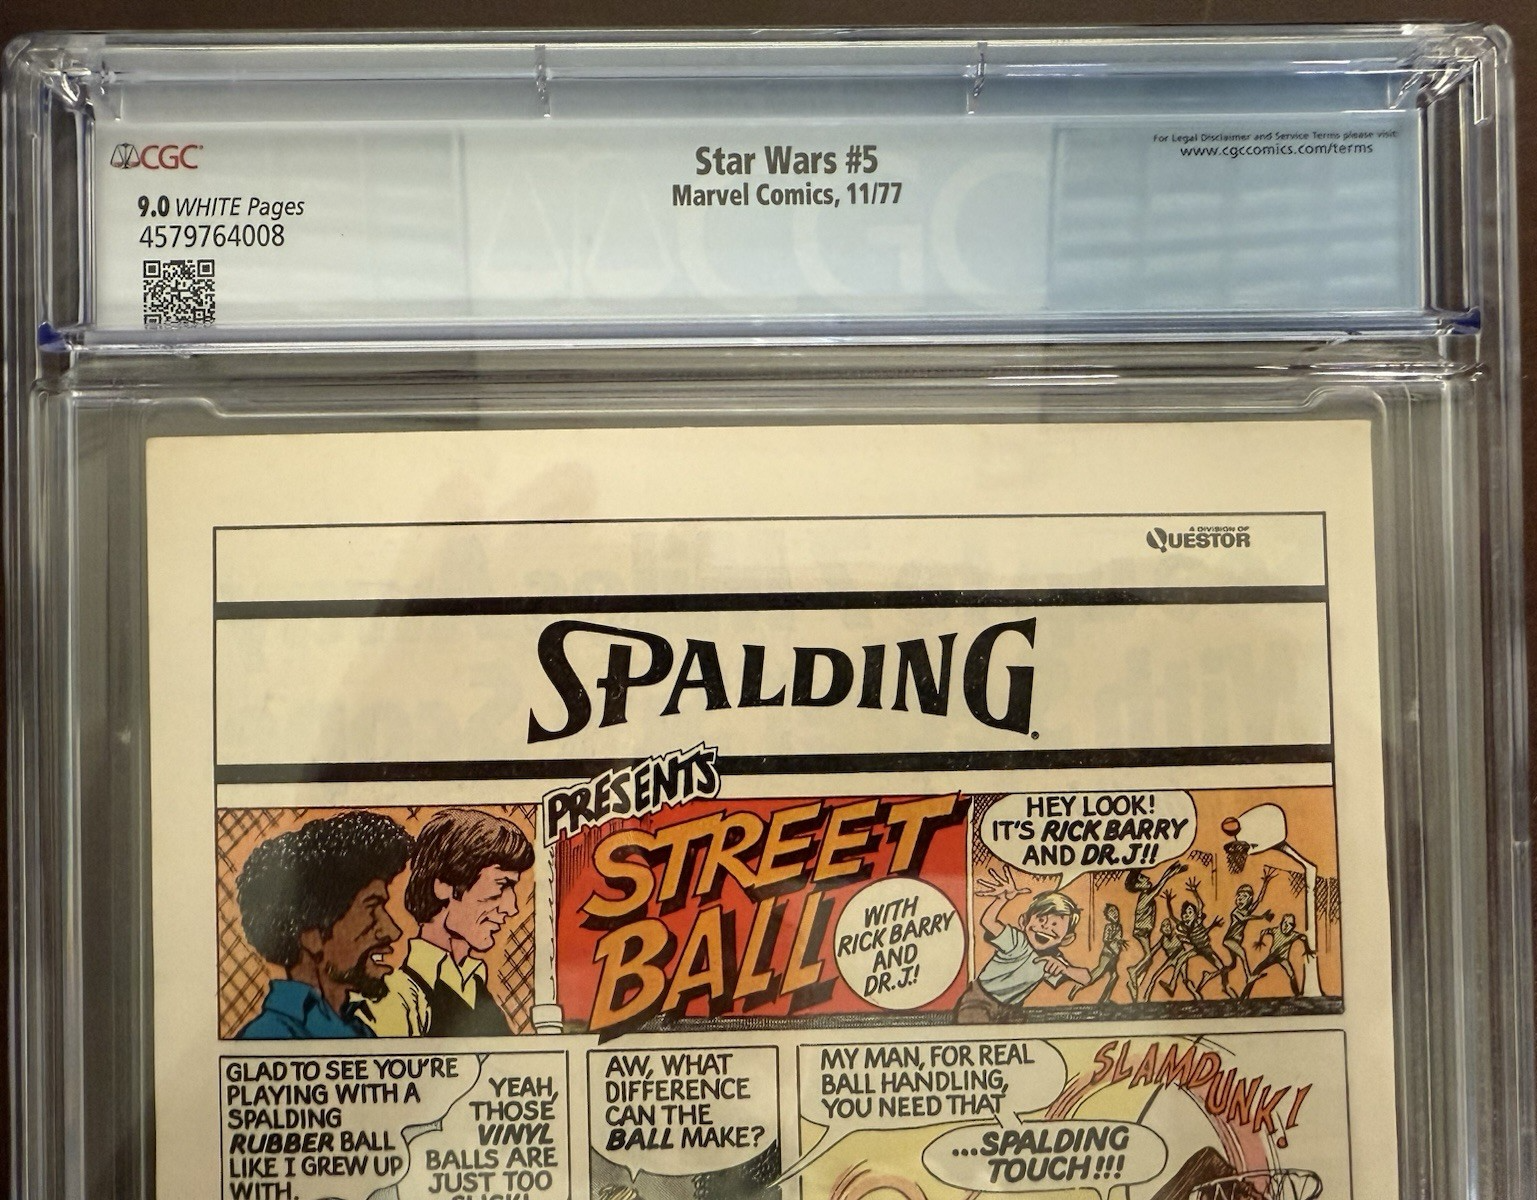 CGC
9.0 WHITE Pages
4579764008
Star Wars #5
Marvel Comics, 11/77
For Legal Disclaimer and Service Terms please visit:
www.cgccomics.com/terms
CGC
A DIVISION OF
QUESTOR
SPALDING
PRESENTS
STREET
BALL
WITH
RICK BARRY
AND
DR.J.!
HEY LOOK!
IT'S RICK BARRY
AND DR.J!!
GLAD TO SEE YOU'RE
PLAYING WITH A
SPALDING
RUBBER BALL
LIKE I GREW UP
WITH.
YEAH,
THOSE
VINYL
BALLS ARE
JUST TOO
SLICK!
AW, WHAT
DIFFERENCE
CAN THE
BALL MAKE?
MY MAN, FOR REAL
BALL HANDLING,
YOU NEED THAT
...SPALDING
TOUCH!!!
SLAMDUNK!